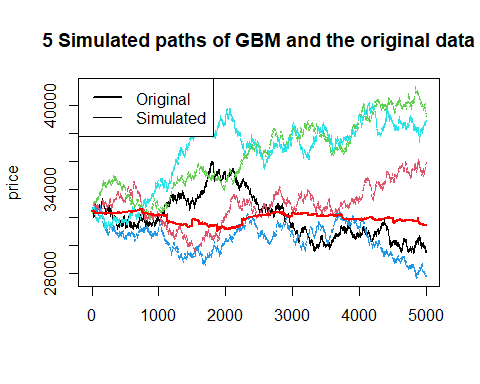 5 Simulated paths of GBM and the original data
Original
Simulated
price
40000
34000
28000
0 1000 2000 3000 4000 5000